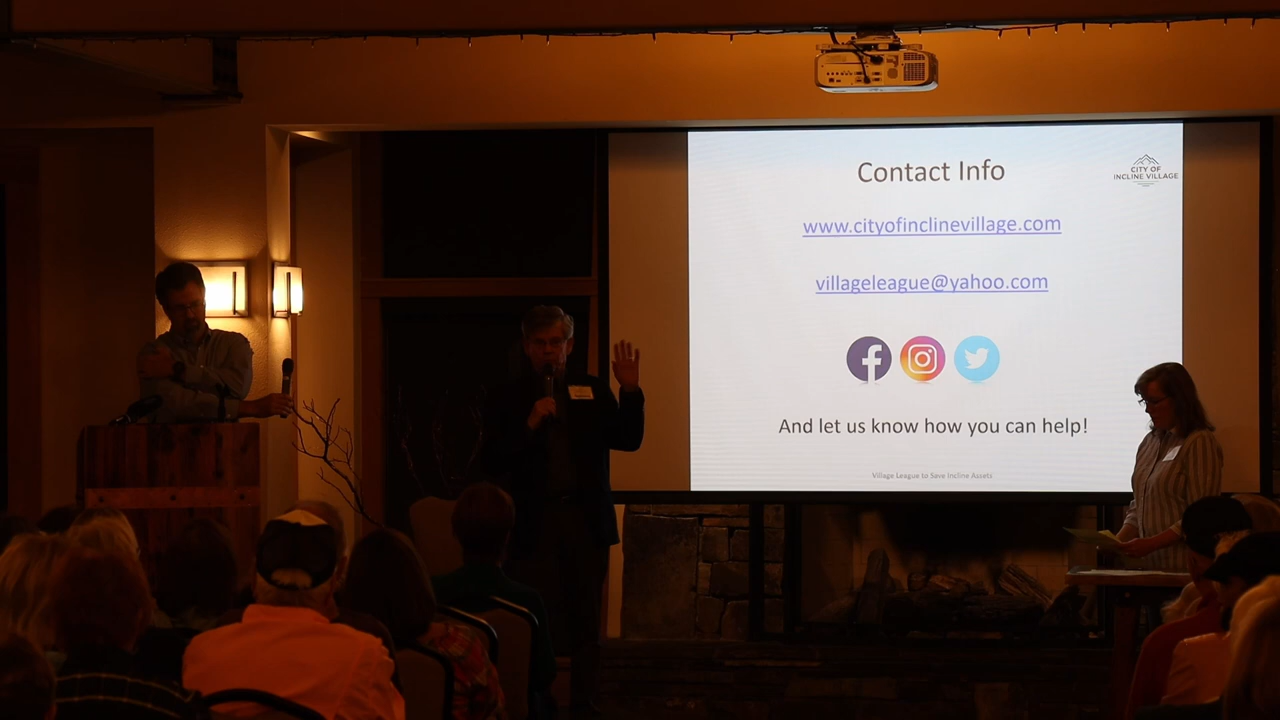 Contact Info
CITY OF
INCLINE VILLAGE
www.cityofinclinevillage.com
villageleague@yahoo.com
And let us know how you can help!
Village League to Save Incline Assets